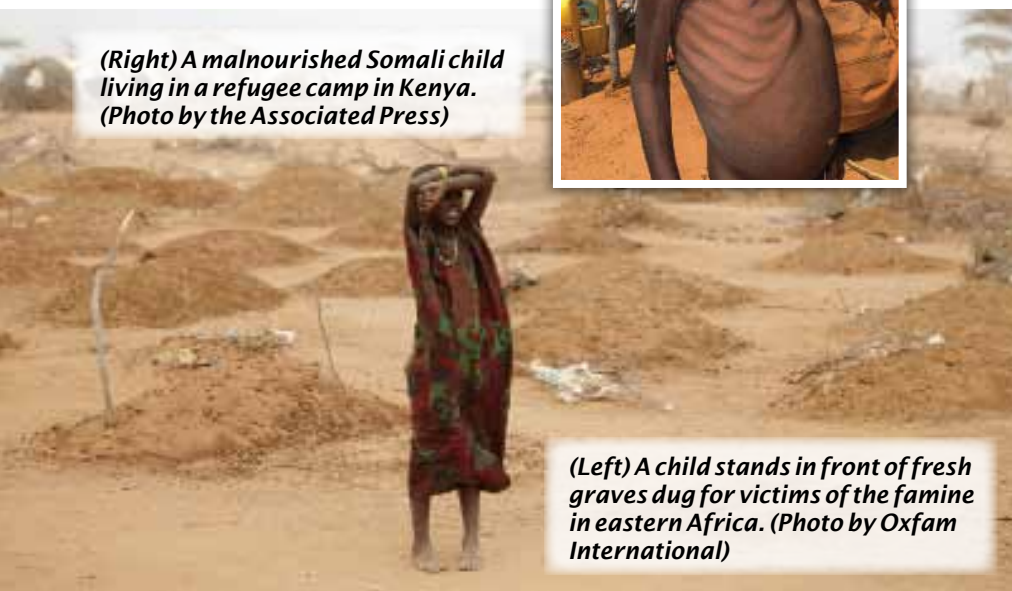 (Right) A malnourished Somali child
living in a refugee camp in Kenya.
(Photo by the Associated Press)
(Left) A child stands in front of fresh
graves dug for victims of the famine
in eastern Africa. (Photo by Oxfam
International)